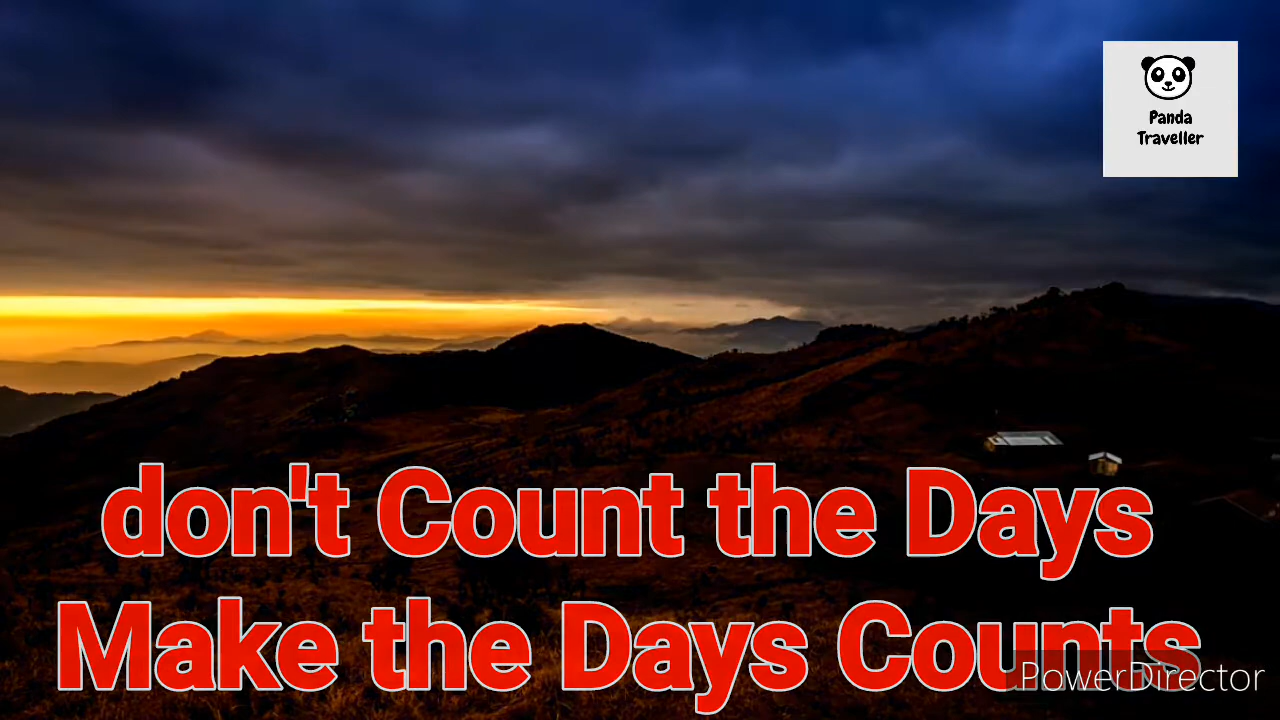 Panda
Traveller
don't Count the Days
Make the Days Counts
PowerDirector